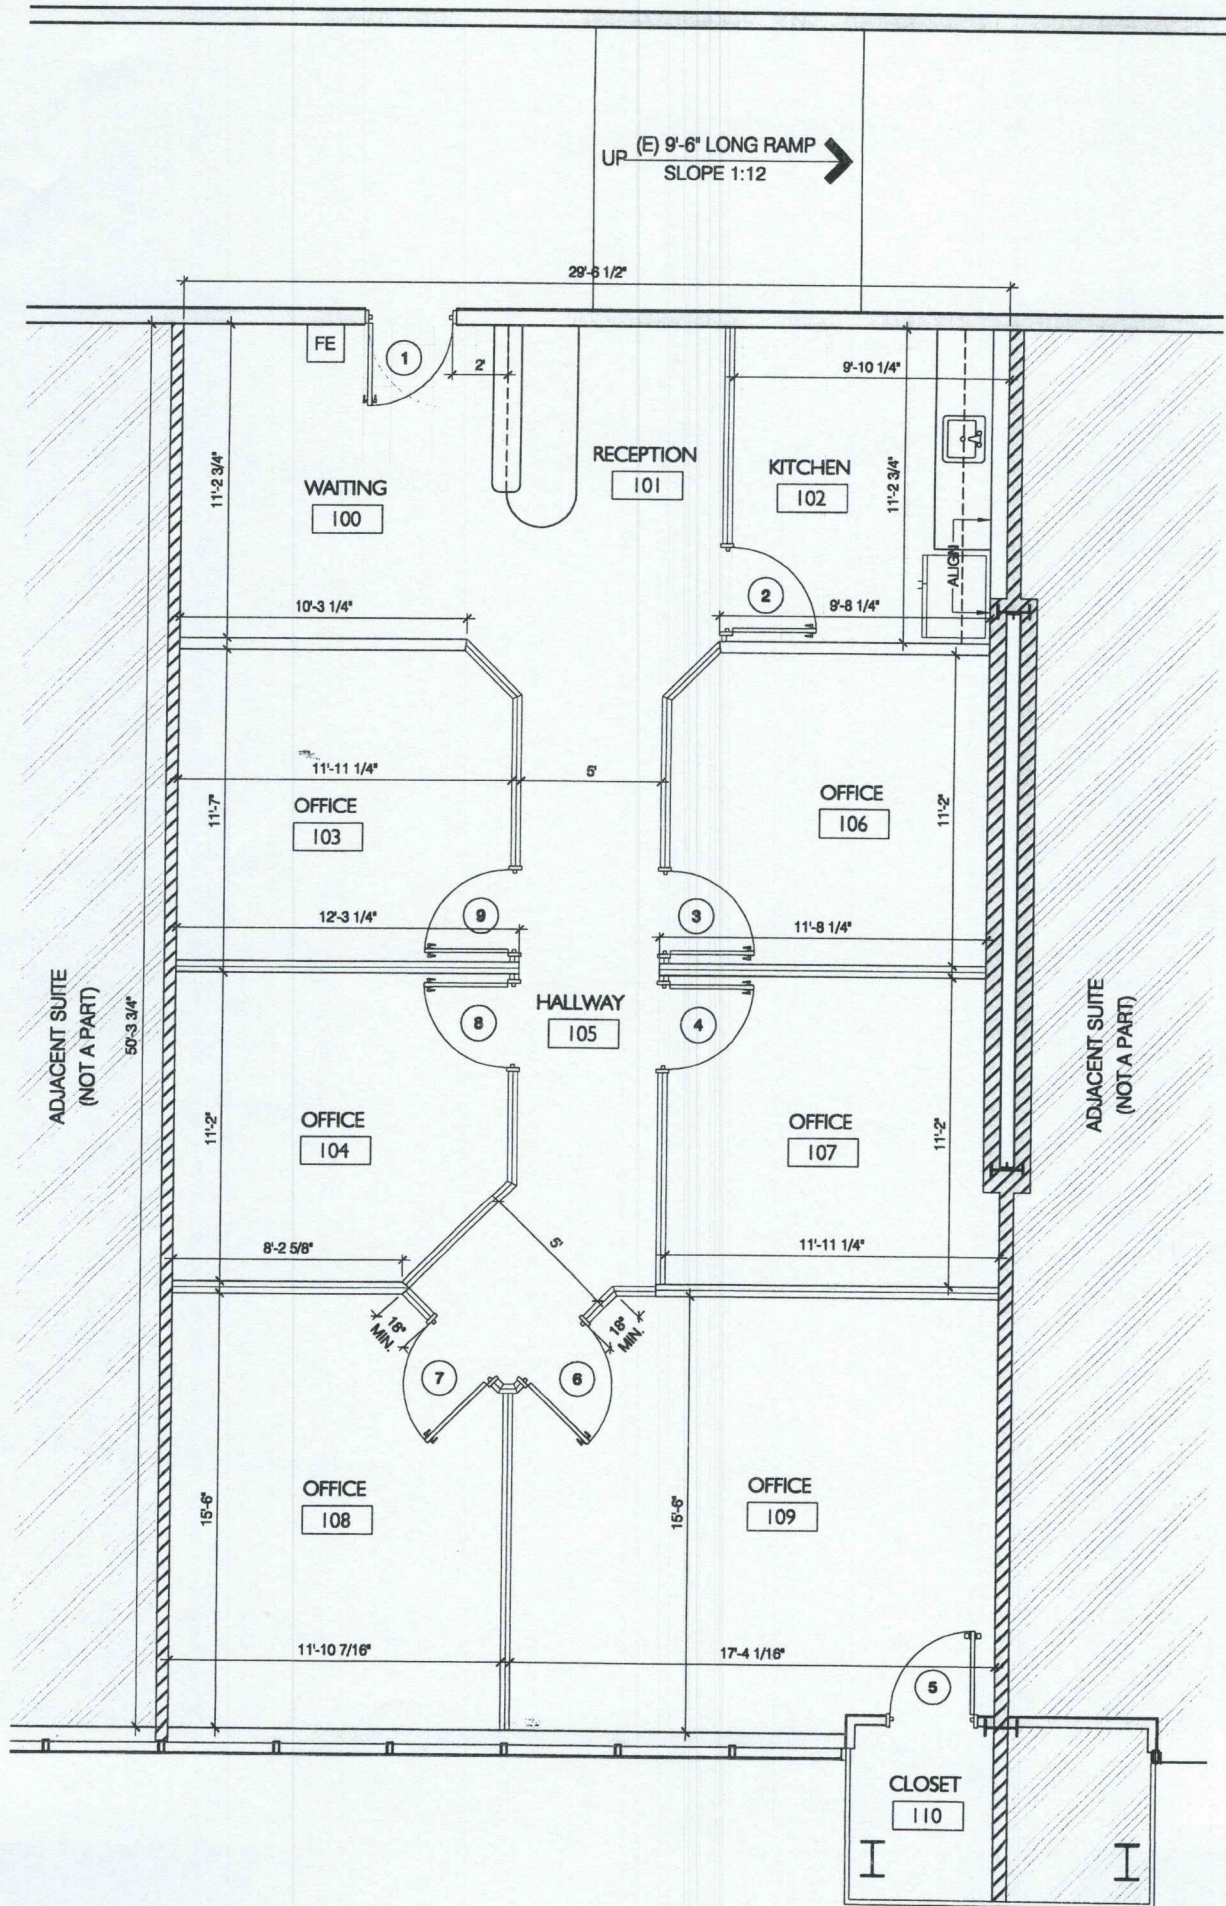 UP (E) 9'-6" LONG RAMP
SLOPE 1:12
29'-6 1/2"
FE
1
2'
9'-10 1/4"
11'-2 3/4"
WAITING
100
RECEPTION
101
KITCHEN
102
11'-2 3/4"
ALIGN
2
10'-3 1/4"
9'-8 1/4"
11'-11 1/4"
5'
11'-7"
OFFICE
103
OFFICE
106
11'-2"
12'-3 1/4"
9
3
11'-8 1/4"
ADJACENT SUITE
(NOT A PART)
50'-3 3/4"
8
HALLWAY
105
4
ADJACENT SUITE
(NOT A PART)
11'-2"
OFFICE
104
OFFICE
107
11'-2"
8'-2 5/8"
5'
11'-11 1/4"
18"
MIN.
18"
MIN.
7
6
15'-6"
OFFICE
108
15'-6"
OFFICE
109
11'-10 7/16"
17'-4 1/16"
5
CLOSET
110